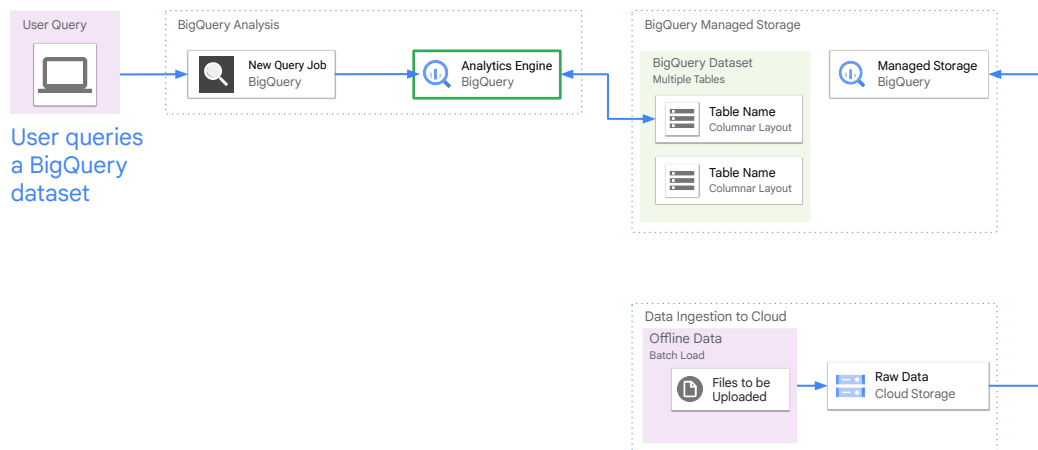 User Query
User queries
a BigQuery
dataset
BigQuery Analysis
New Query Job
BigQuery
Analytics Engine
BigQuery
BigQuery Managed Storage
BigQuery Dataset
Multiple Tables
Table Name
Columnar Layout
Table Name
Columnar Layout
Managed Storage
BigQuery
Data Ingestion to Cloud
Offline Data
Batch Load
Files to be
Uploaded
Raw Data
Cloud Storage